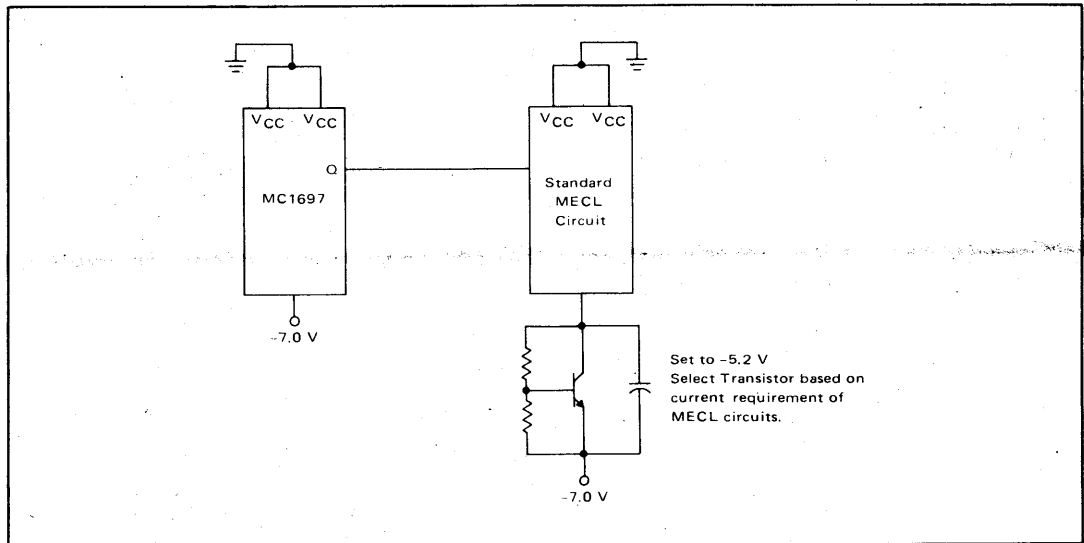 VCC VCC
Q
MC1697
-7.0 V
VCC VCC
Standard
MECL
Circuit
Set to -5.2 V
Select Transistor based on
current requirement of
MECL circuits.
-7.0 V